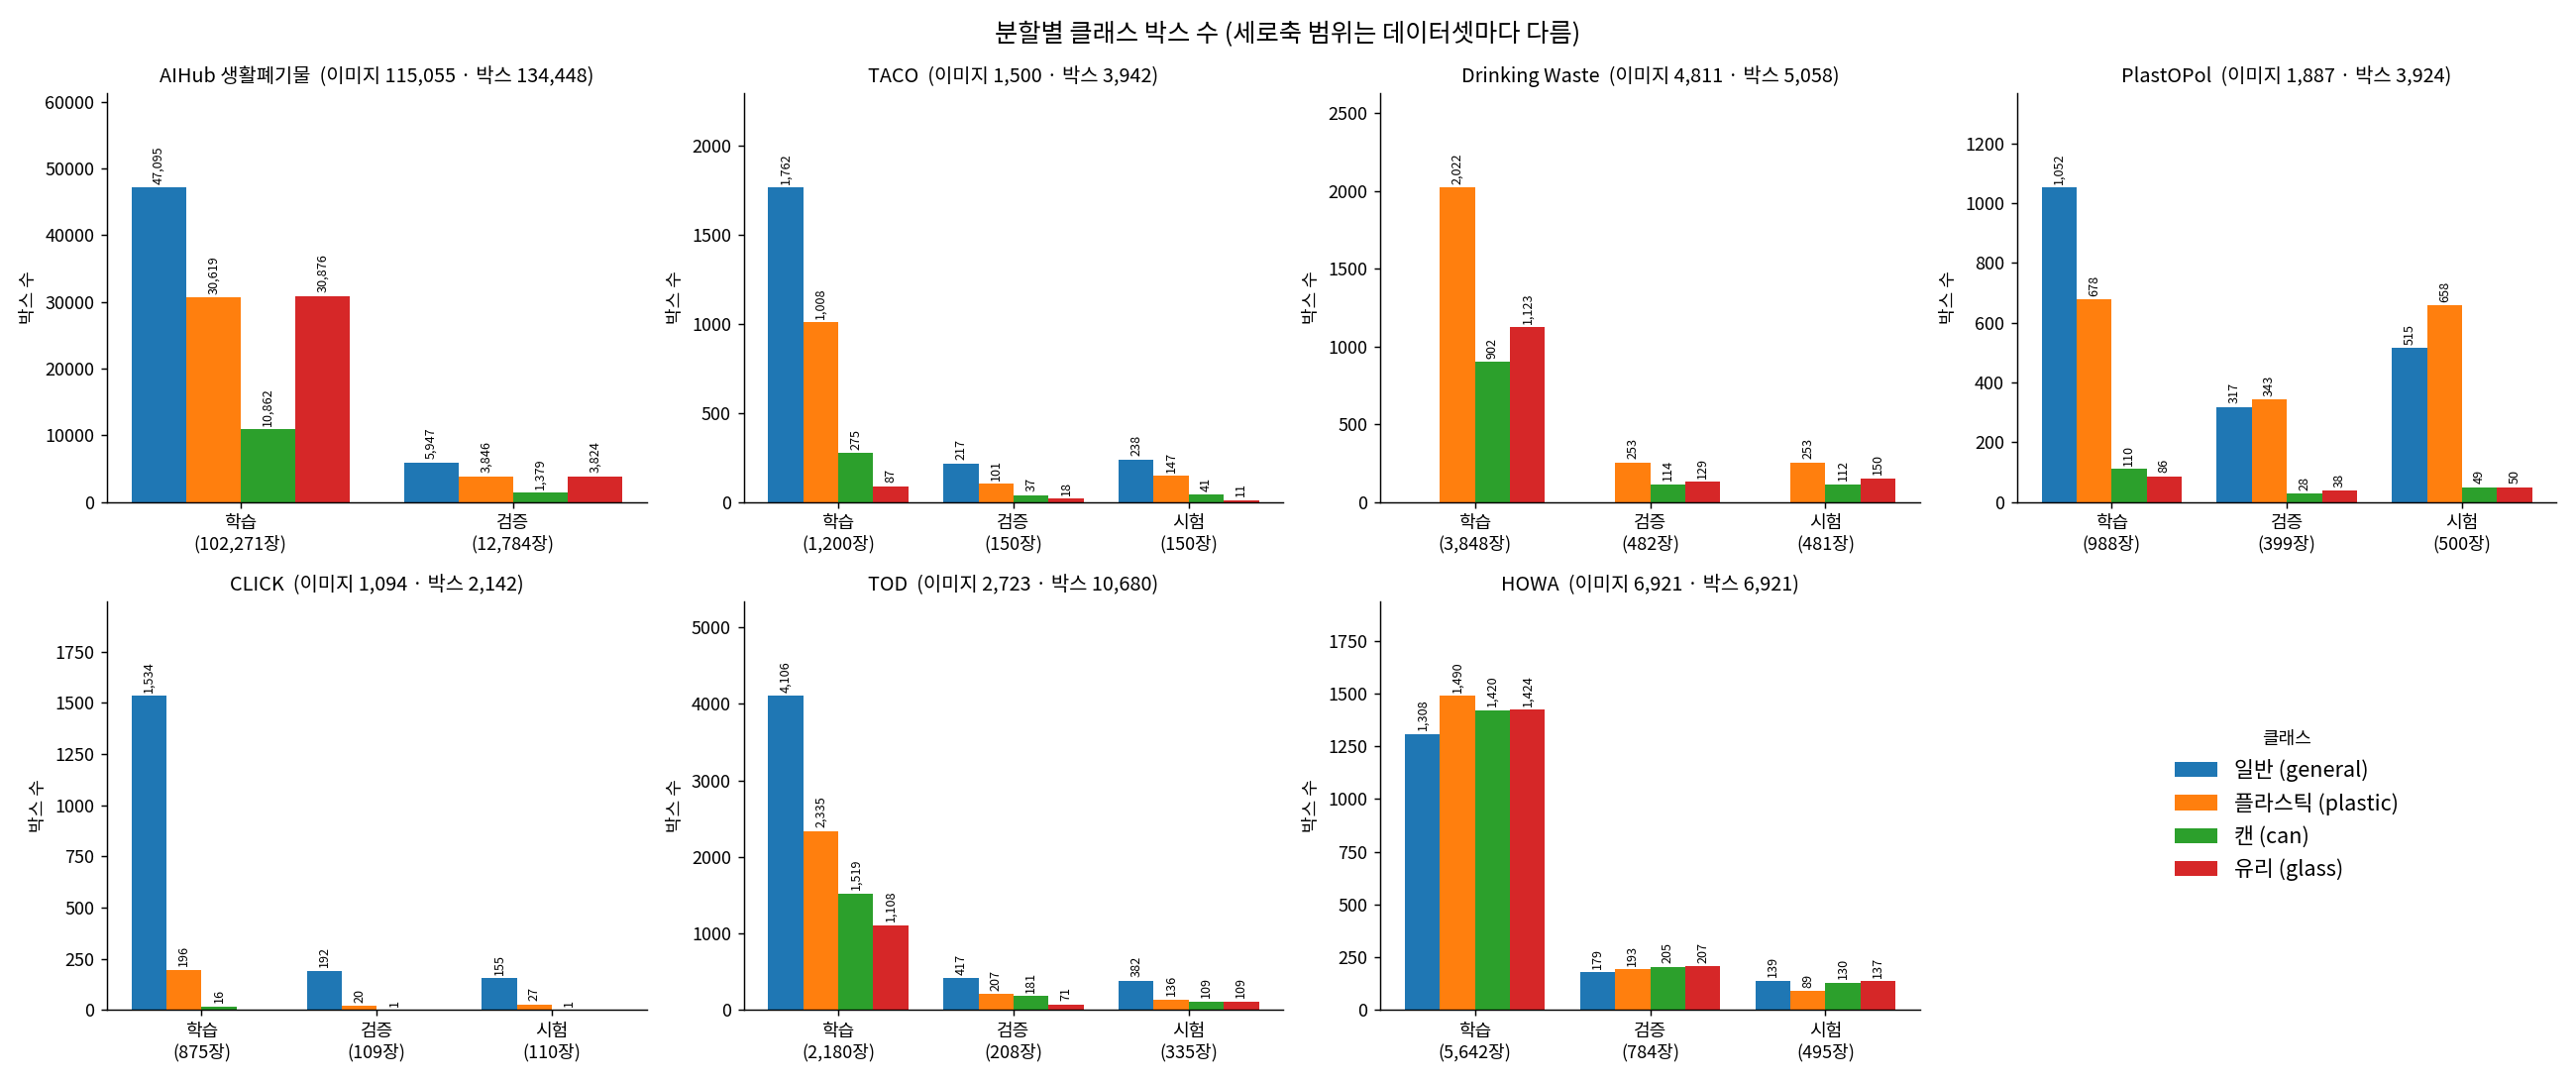 분할별 클래스 박스 수 (세로축 범위는 데이터셋마다 다름)
AIHub 생활폐기물 (이미지 115,055 · 박스 134,448)
박스 수
60000
50000
40000
30000
20000
10000
0
47,095
30,619
10,862
30,876
5,947
3,846
1,379
3,824
학습
(102,271장)
검증
(12,784장)
TACO (이미지 1,500 · 박스 3,942)
박스 수
2000
1500
1000
500
0
1,762
1,008
275
87
217
101
37
18
238
147
41
11
학습
(1,200장)
검증
(150장)
시험
(150장)
Drinking Waste (이미지 4,811 · 박스 5,058)
박스 수
2500
2000
1500
1000
500
0
2,022
902
1,123
253
114
129
253
112
150
학습
(3,848장)
검증
(482장)
시험
(481장)
PlastOPol (이미지 1,887 · 박스 3,924)
박스 수
1200
1000
800
600
400
200
0
1,052
678
110
86
317
343
28
38
515
658
49
50
학습
(988장)
검증
(399장)
시험
(500장)
CLICK (이미지 1,094 · 박스 2,142)
박스 수
1750
1500
1250
1000
750
500
250
0
1,534
196
16
192
20
1
155
27
1
학습
(875장)
검증
(109장)
시험
(110장)
TOD (이미지 2,723 · 박스 10,680)
박스 수
5000
4000
3000
2000
1000
0
4,106
2,335
1,519
1,108
417
207
181
71
382
136
109
109
학습
(2,180장)
검증
(208장)
시험
(335장)
HOWA (이미지 6,921 · 박스 6,921)
박스 수
1750
1500
1250
1000
750
500
250
0
1,308
1,490
1,420
1,424
179
193
205
207
139
89
130
137
학습
(5,642장)
검증
(784장)
시험
(495장)
클래스
일반 (general)
플라스틱 (plastic)
캔 (can)
유리 (glass)